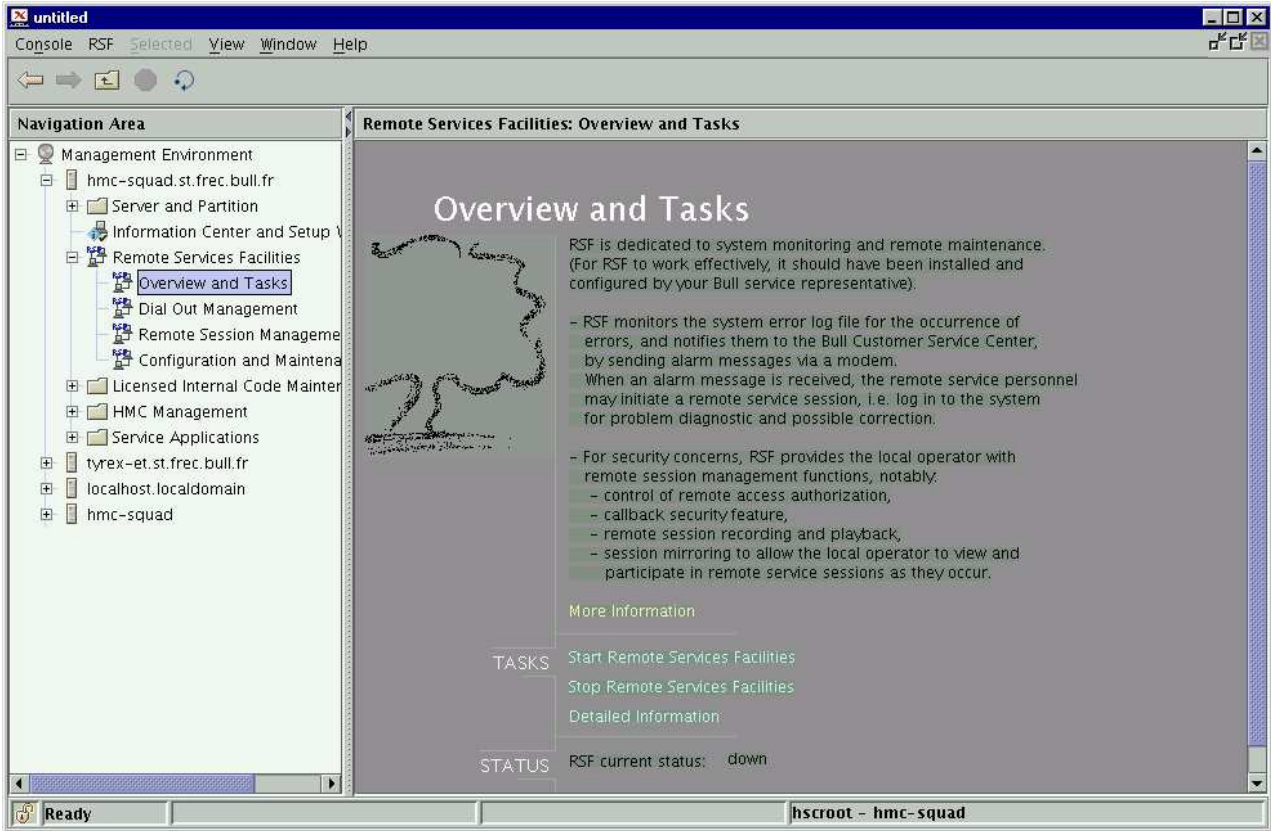 untitled
Console RSF Selected View Window Help
Navigation Area
Remote Services Facilities: Overview and Tasks
Management Environment
hmc-squad.st.frec.bull.fr
Server and Partition
Information Center and Setup
Remote Services Facilities
Overview and Tasks
Dial Out Management
Remote Session Manageme
Configuration and Maintena
Licensed Internal Code Mainter
HMC Management
Service Applications
tyrex-et.st.frec.bull.fr
localhost.localdomain
hmc-squad
Overview and Tasks
RSF is dedicated to system monitoring and remote maintenance.
(For RSF to work effectively, it should have been installed and
configured by your Bull service representative).
- RSF monitors the system error log file for the occurrence of
errors, and notifies them to the Bull Customer Service Center,
by sending alarm messages via a modem.
When an alarm message is received, the remote service personnel
may initiate a remote service session, i.e. log in to the system
for problem diagnostic and possible correction.
- For security concerns, RSF provides the local operator with
remote session management functions, notably:
- control of remote access authorization,
- callback security feature,
- remote session recording and playback,
- session mirroring to allow the local operator to view and
participate in remote service sessions as they occur.
More Information
TASKS
Start Remote Services Facilities
Stop Remote Services Facilities
Detailed Information
STATUS
RSF current status: down
Ready
hscroot - hmc-squad